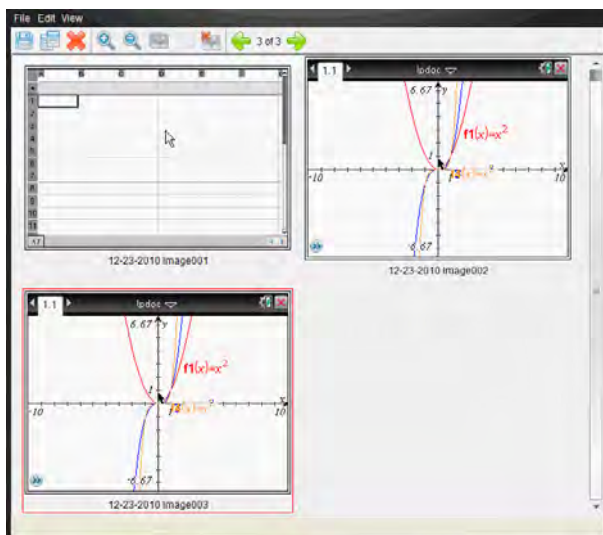 File Edit View
3 of 3
A B C D E F G
1
2
3
4
5
6
7
8
9
10
11
A1
12-23-2010 Image001
1.1
lpdoc
6.67 y
f1(x)=x²
1
x
-10
10
-6.67
12-23-2010 Image002
1.1
lpdoc
6.67 y
f1(x)=x²
1
x
-10
10
-6.67
12-23-2010 Image003